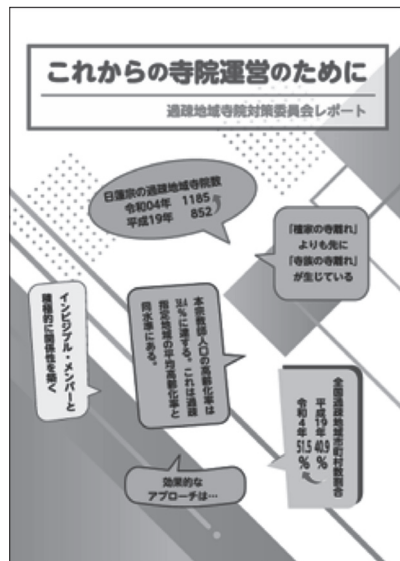 これからの寺院運営のために
過疎地域寺院対策委員会レポート
日蓮宗の過疎地域寺院数
令和04年 1185
平成19年 852
『檀家の寺離れ』
よりも先に
『寺族の寺離れ』
が生じている
本宗教師人口の高齢化率は
38.4%に達する。これは過疎
指定地域の平均高齢化率と
同水準にある。
インビジブル・メンバーと
積極的に関係性を築く
全国過疎地域市町村数割合
平成19年 40.9%
令和4年 51.5%
効果的な
アプローチは…